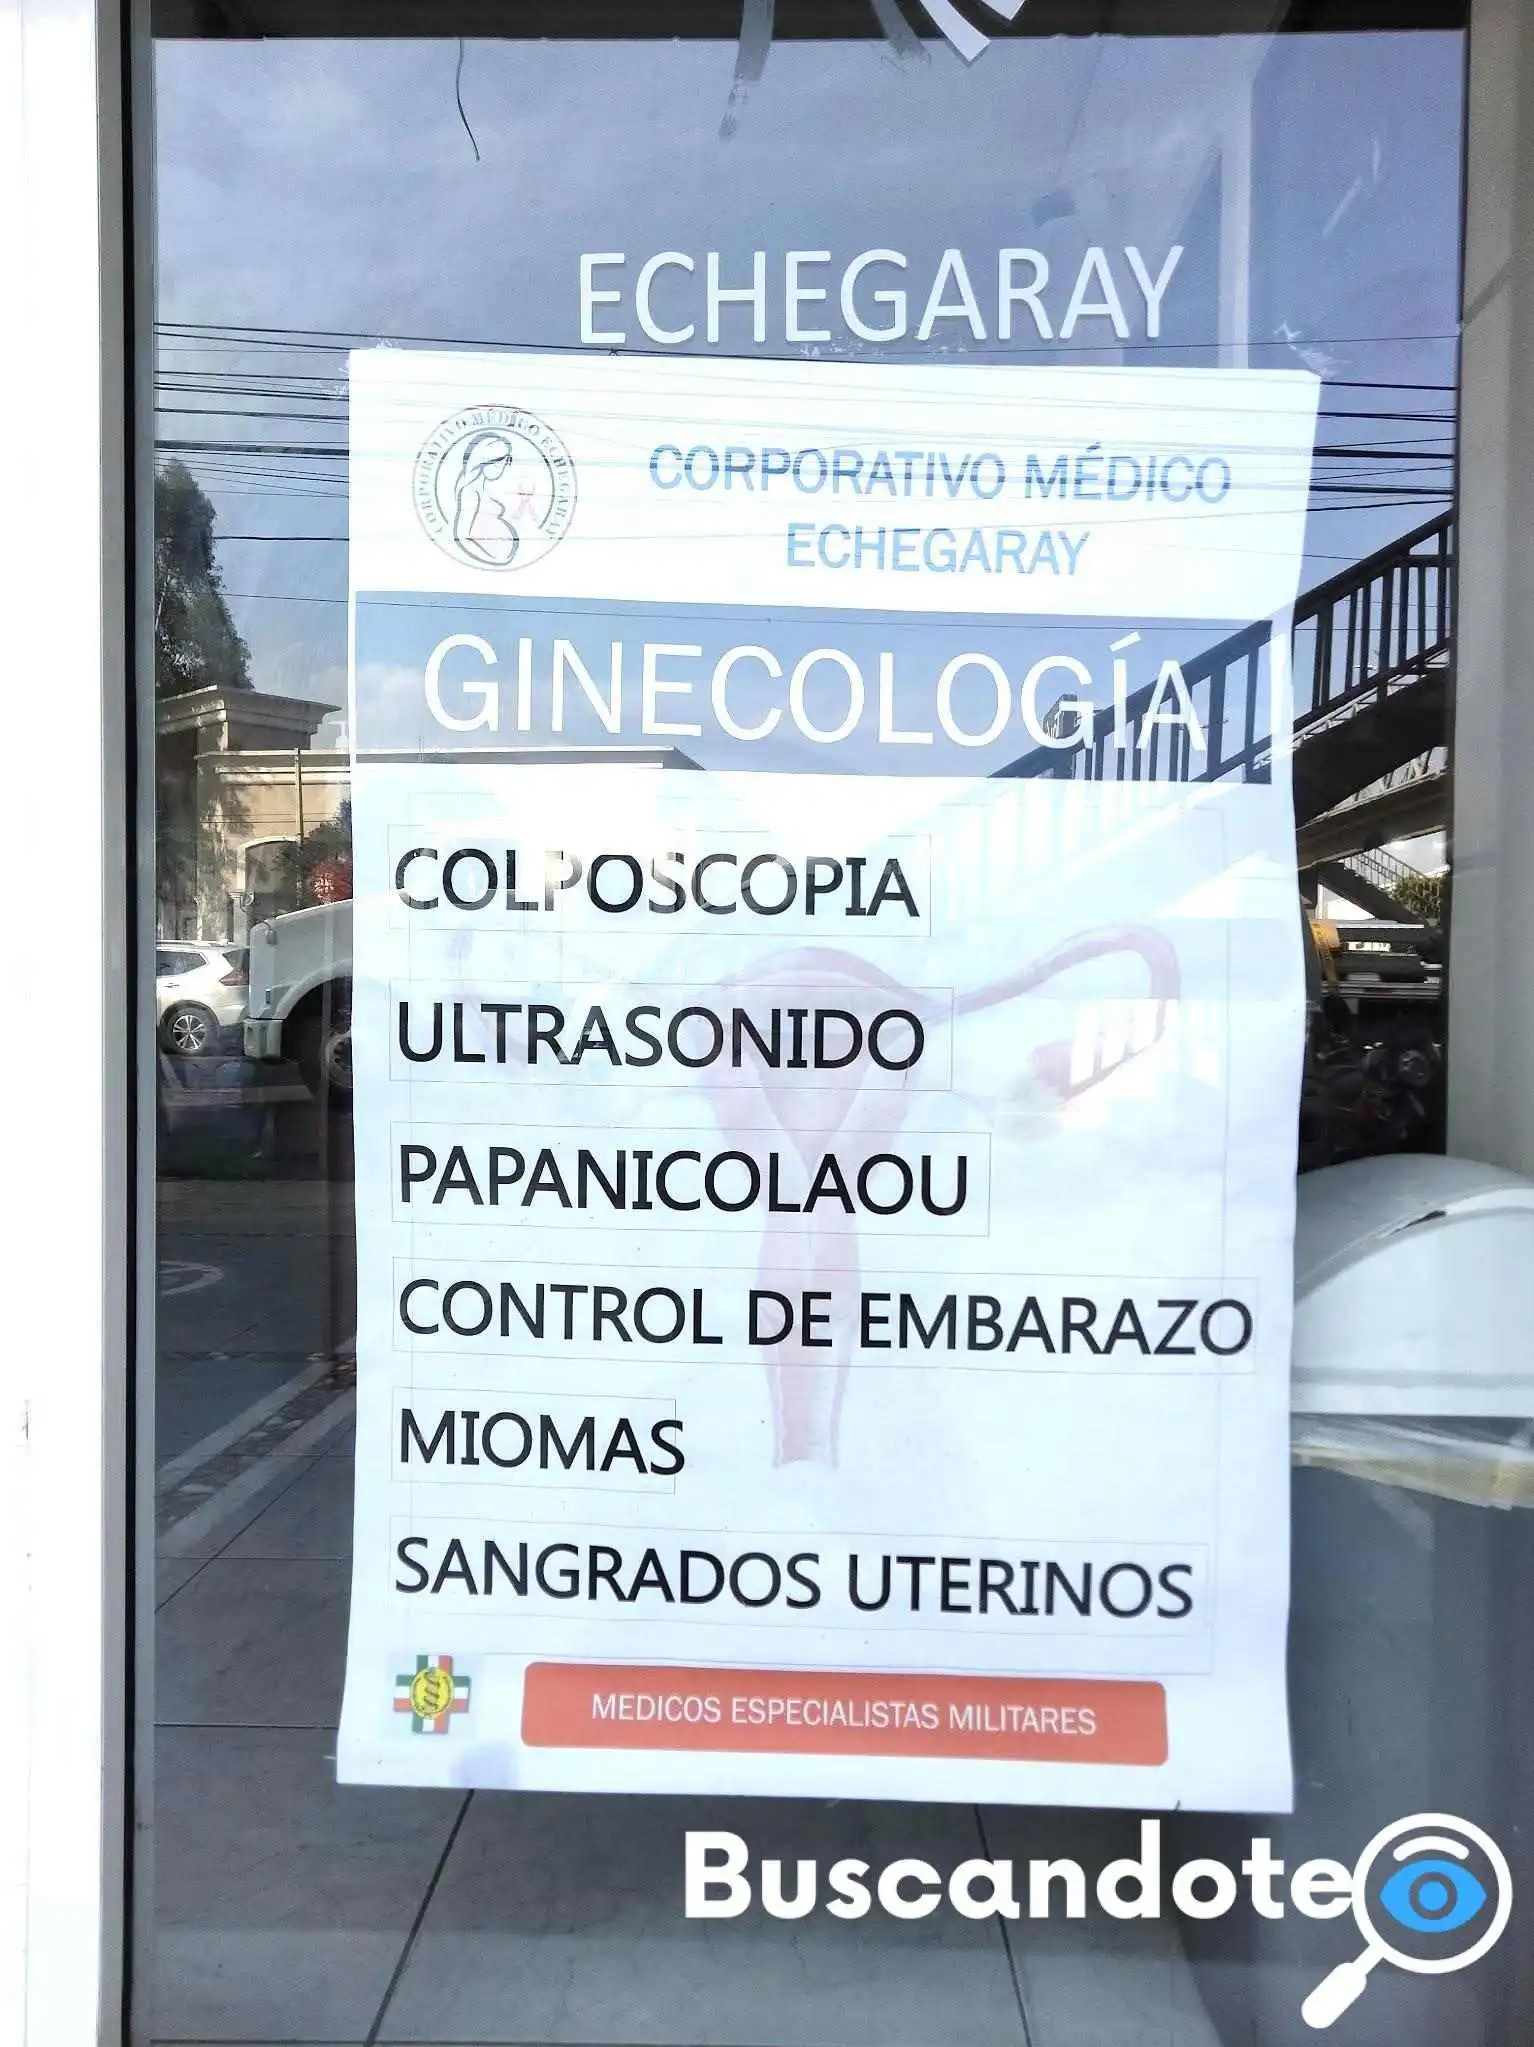 ECHEGARAY
CORPORATIVO MÉDICO ECHEGARAY
CORPORATIVO MÉDICO
ECHEGARAY
GINECOLOGÍA
COLPOSCOPIA
ULTRASONIDO
PAPANICOLAOU
CONTROL DE EMBARAZO
MIOMAS
SANGRADOS UTERINOS
MEDICOS ESPECIALISTAS MILITARES
Buscandote